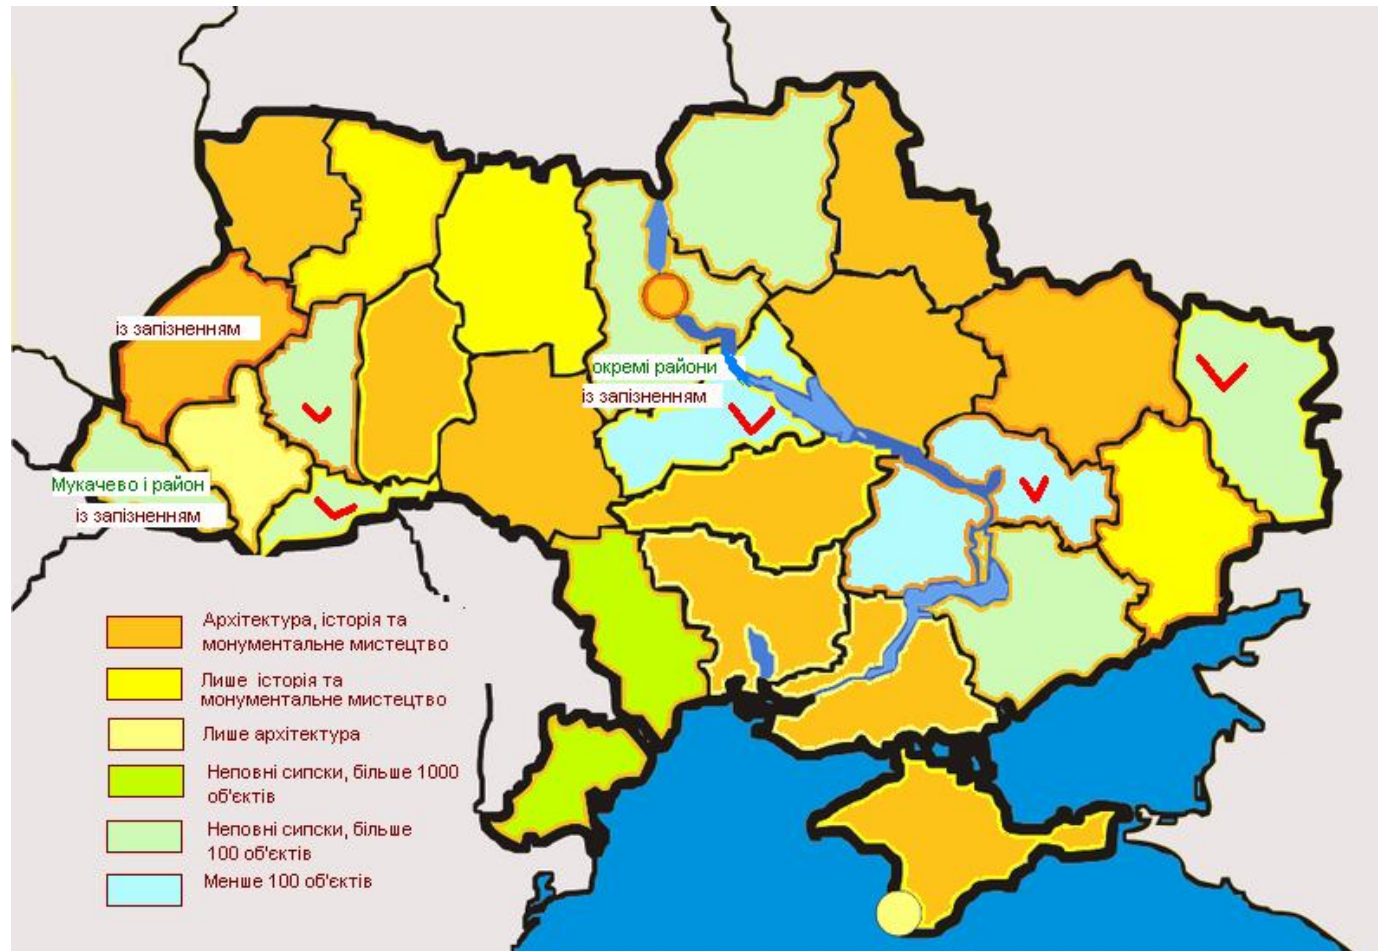 із запізненням
окремі райони
із запізненням
Мукачево і район
із запізненням
Архітектура, історія та
монументальне мистецтво
Лише історія та
монументальне мистецтво
Лише архітектура
Неповні сипски, більше 1000
об'єктів
Неповні сипски, більше
100 об'єктів
Менше 100 об'єктів